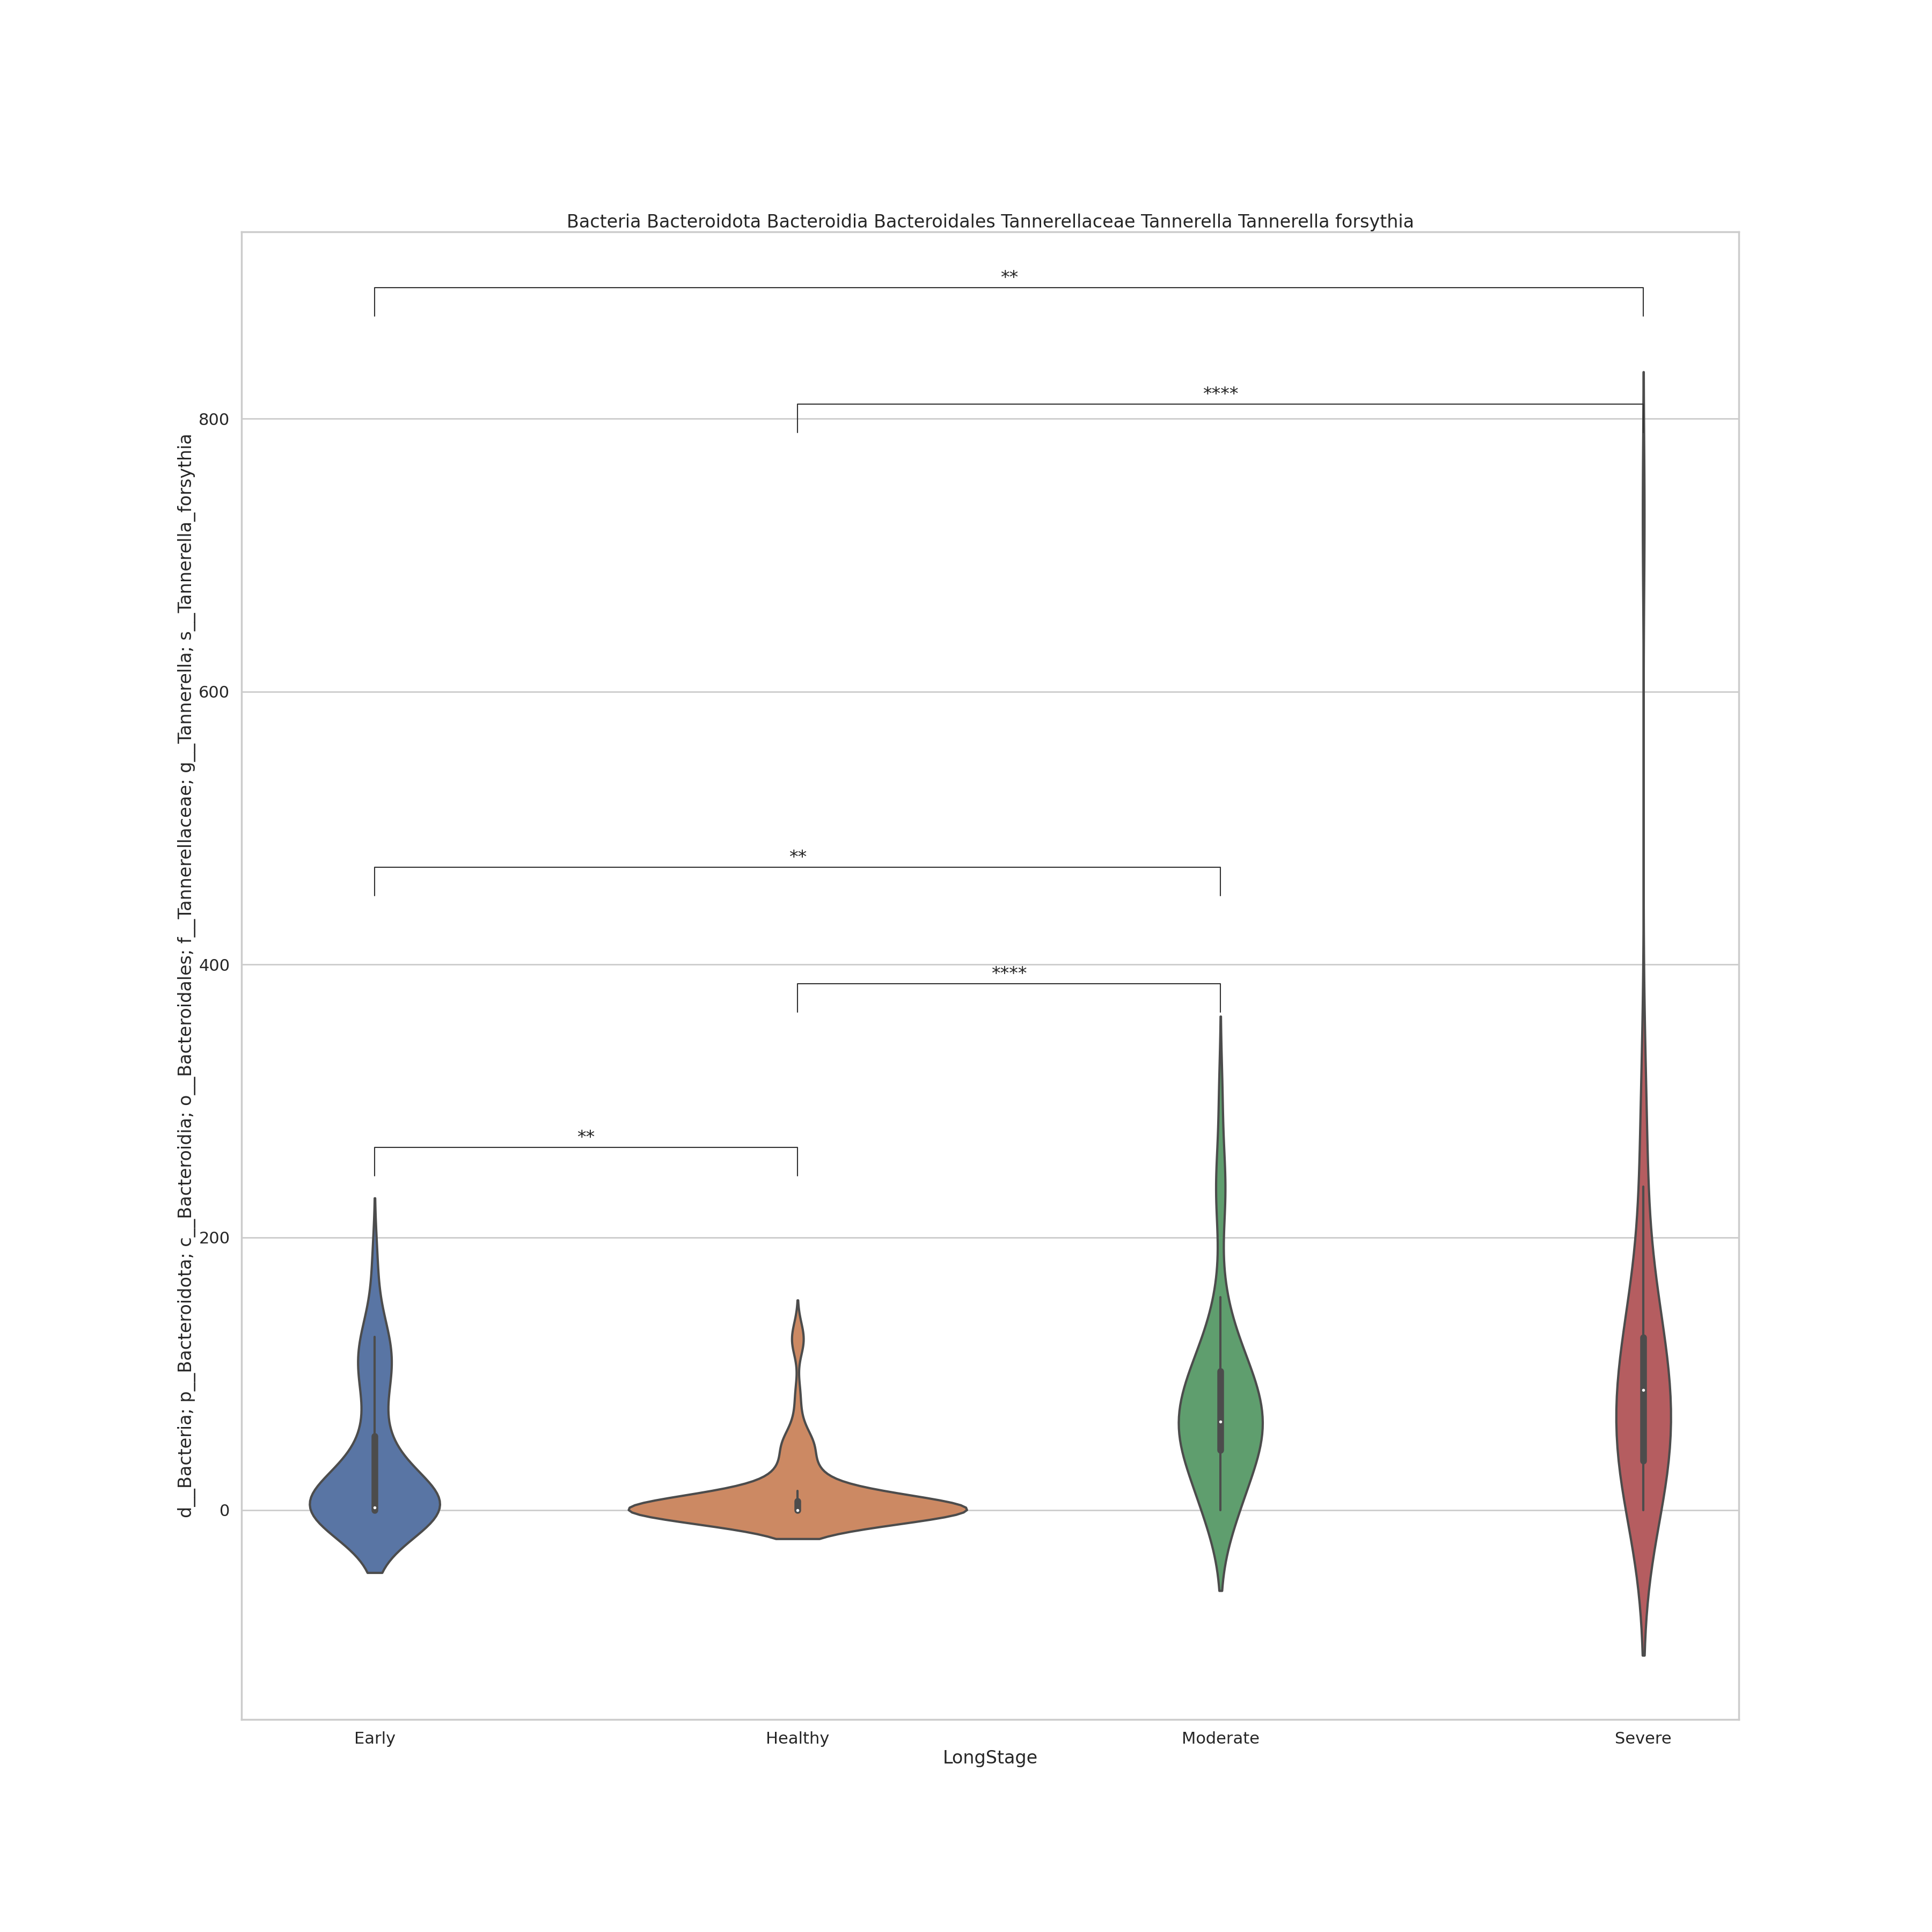 Bacteria Bacteroidota Bacteroidia Bacteroidales Tannerellaceae Tannerella Tannerella forsythia
**
****
**
****
**
800
600
400
200
0
d__Bacteria; p__Bacteroidota; c__Bacteroidia; o__Bacteroidales; f__Tannerellaceae; g__Tannerella; s__Tannerella_forsythia
Early Healthy Moderate Severe
LongStage